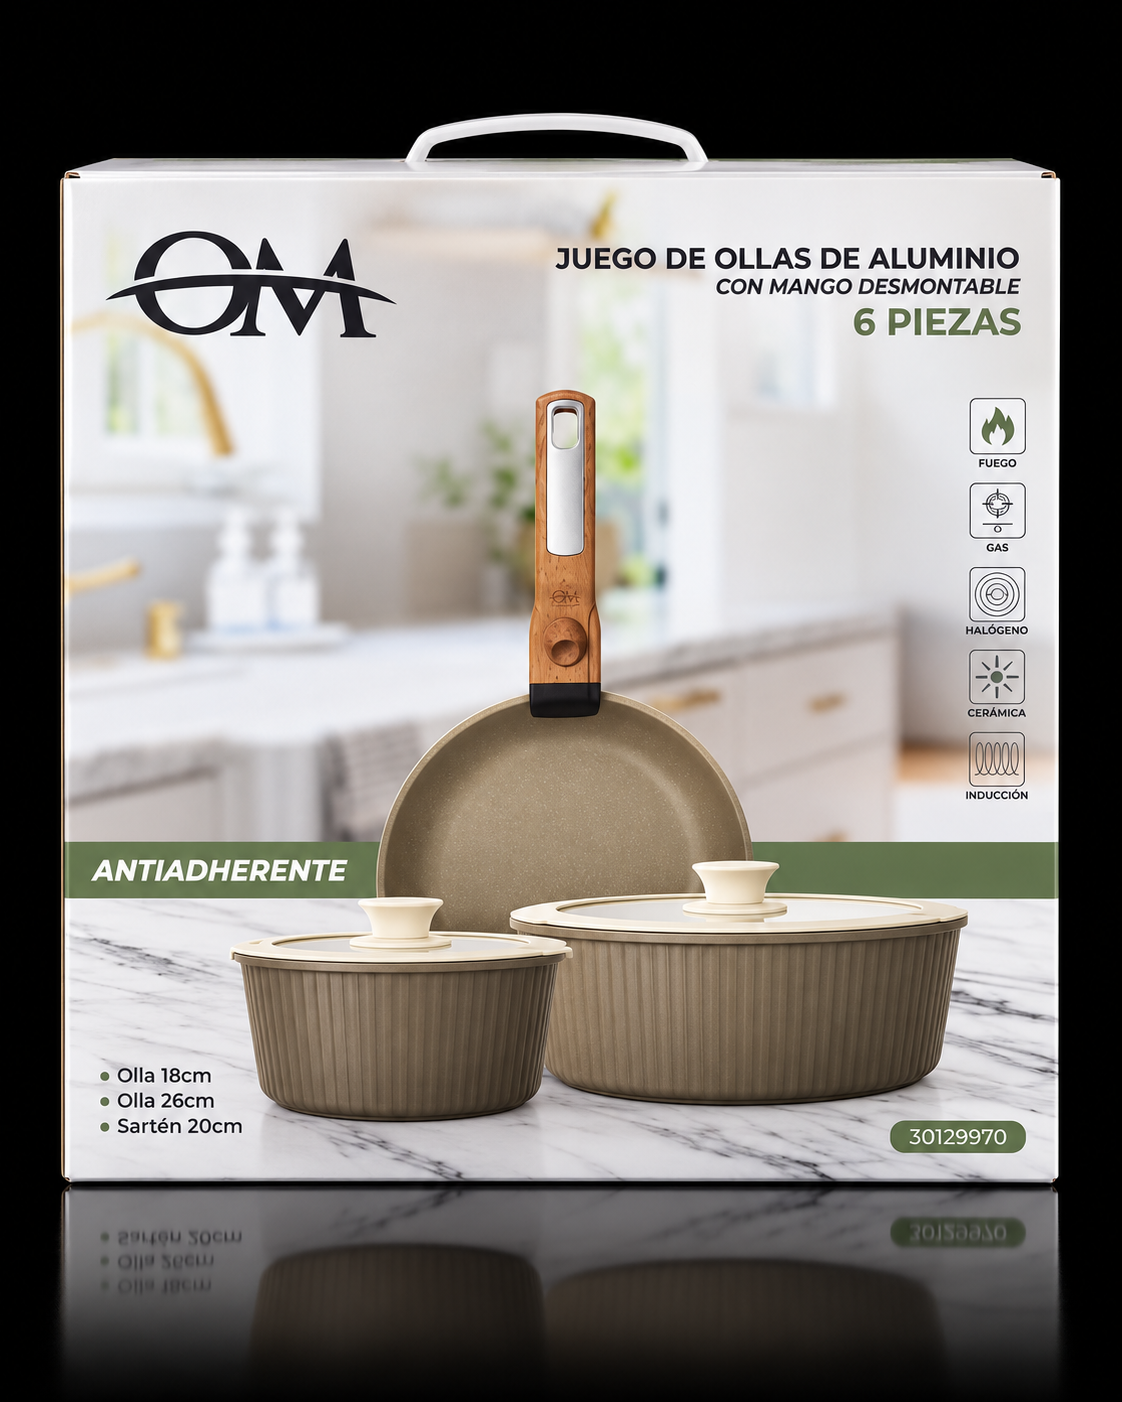 OM
JUEGO DE OLLAS DE ALUMINIO
CON MANGO DESMONTABLE
6 PIEZAS
FUEGO
GAS
HALÓGENO
CERÁMICA
INDUCCIÓN
OM
ANTIADHERENTE
Olla 18cm
Olla 26cm
Sartén 20cm
30129970